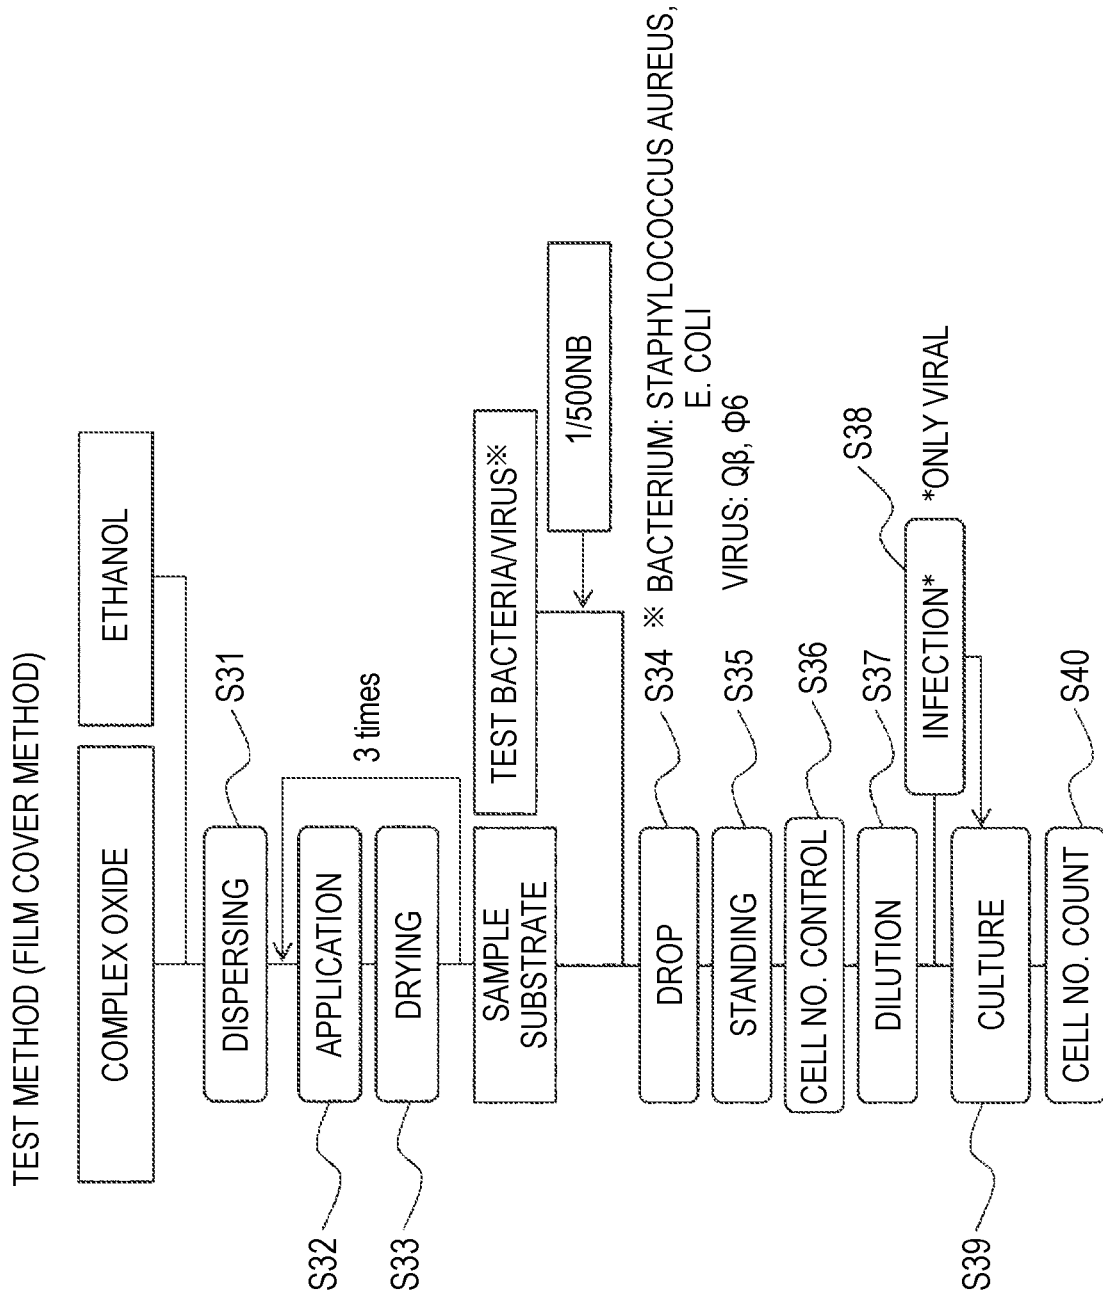 TEST METHOD (FILM COVER METHOD)
COMPLEX OXIDE
ETHANOL
DISPERSING
S31
3 times
APPLICATION
S32
DRYING
S33
SAMPLE
SUBSTRATE
TEST BACTERIA/VIRUS※
1/500NB
DROP
S34
※ BACTERIUM: STAPHYLOCOCCUS AUREUS,
E. COLI
VIRUS: Qβ, Φ6
STANDING
S35
CELL NO. CONTROL
S36
DILUTION
S37
INFECTION*
S38
*ONLY VIRAL
CULTURE
S39
CELL NO. COUNT
S40